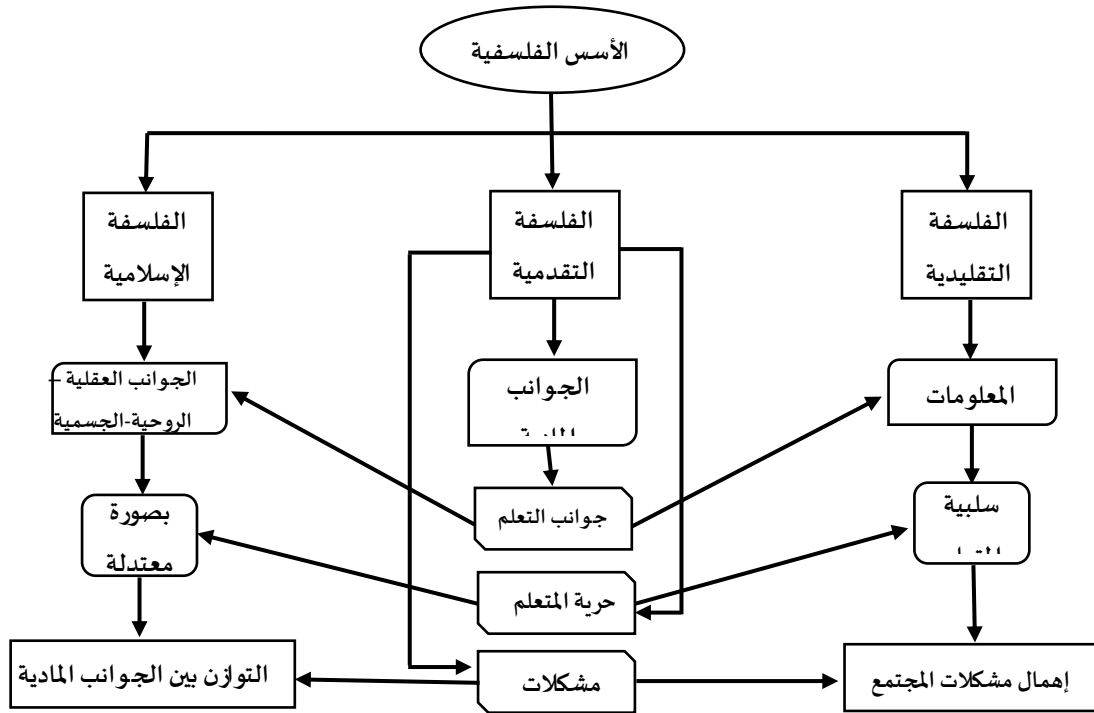 الأسس الفلسفية
الفلسفة
التقليدية
الفلسفة
التقدمية
الفلسفة
الإسلامية
المعلومات
الجوانب
الجوانب العقلية –
الروحية-الجسمية
سلبية
جوانب التعلم
بصورة
معتدلة
حرية المتعلم
إهمال مشكلات المجتمع
مشكلات
التوازن بين الجوانب المادية